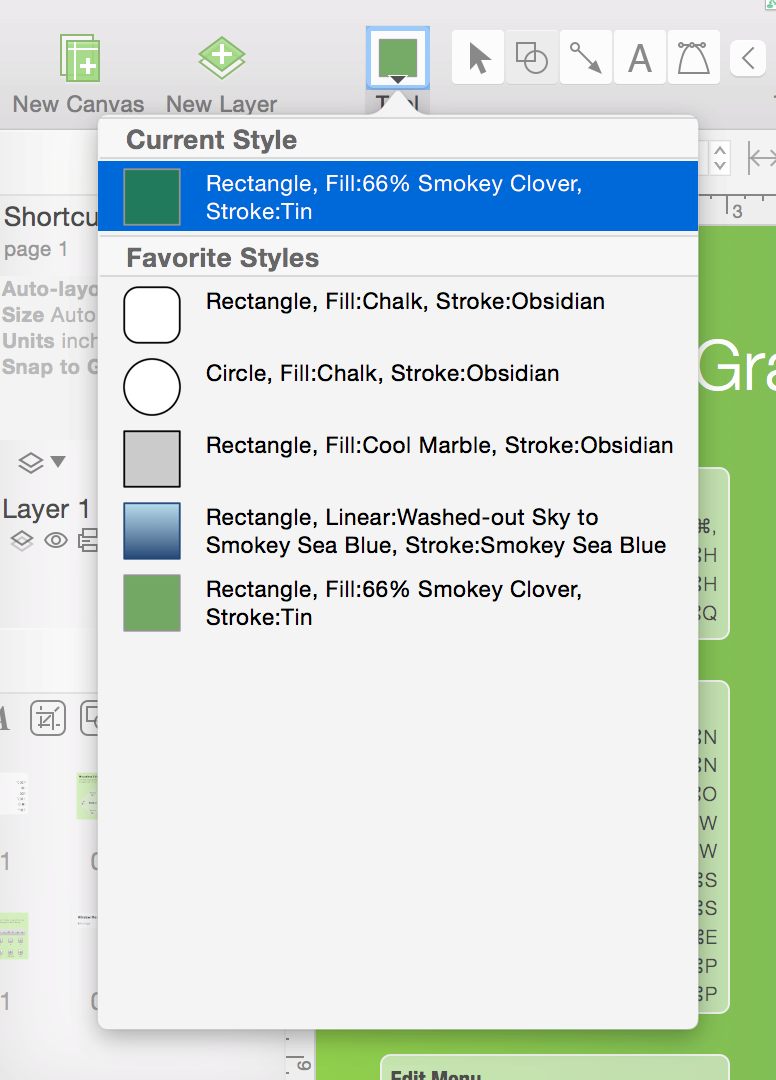 New Canvas
New Layer
A
Current Style
Rectangle, Fill:66% Smokey Clover,
Stroke:Tin
Favorite Styles
Rectangle, Fill:Chalk, Stroke:Obsidian
Circle, Fill:Chalk, Stroke:Obsidian
Rectangle, Fill:Cool Marble, Stroke:Obsidian
Rectangle, Linear:Washed-out Sky to
Smokey Sea Blue, Stroke:Smokey Sea Blue
Rectangle, Fill:66% Smokey Clover,
Stroke:Tin
Shortcu
page 1
Auto-layo
Size Auto
Units inch
Snap to G
Layer 1
1
1
3
Gra
⌘,
⌘H
⌘H
⌘Q
⌘N
⌘N
⌘O
W
W
⌘S
⌘S
⌘E
⌘P
⌘P
6
Edit Menu